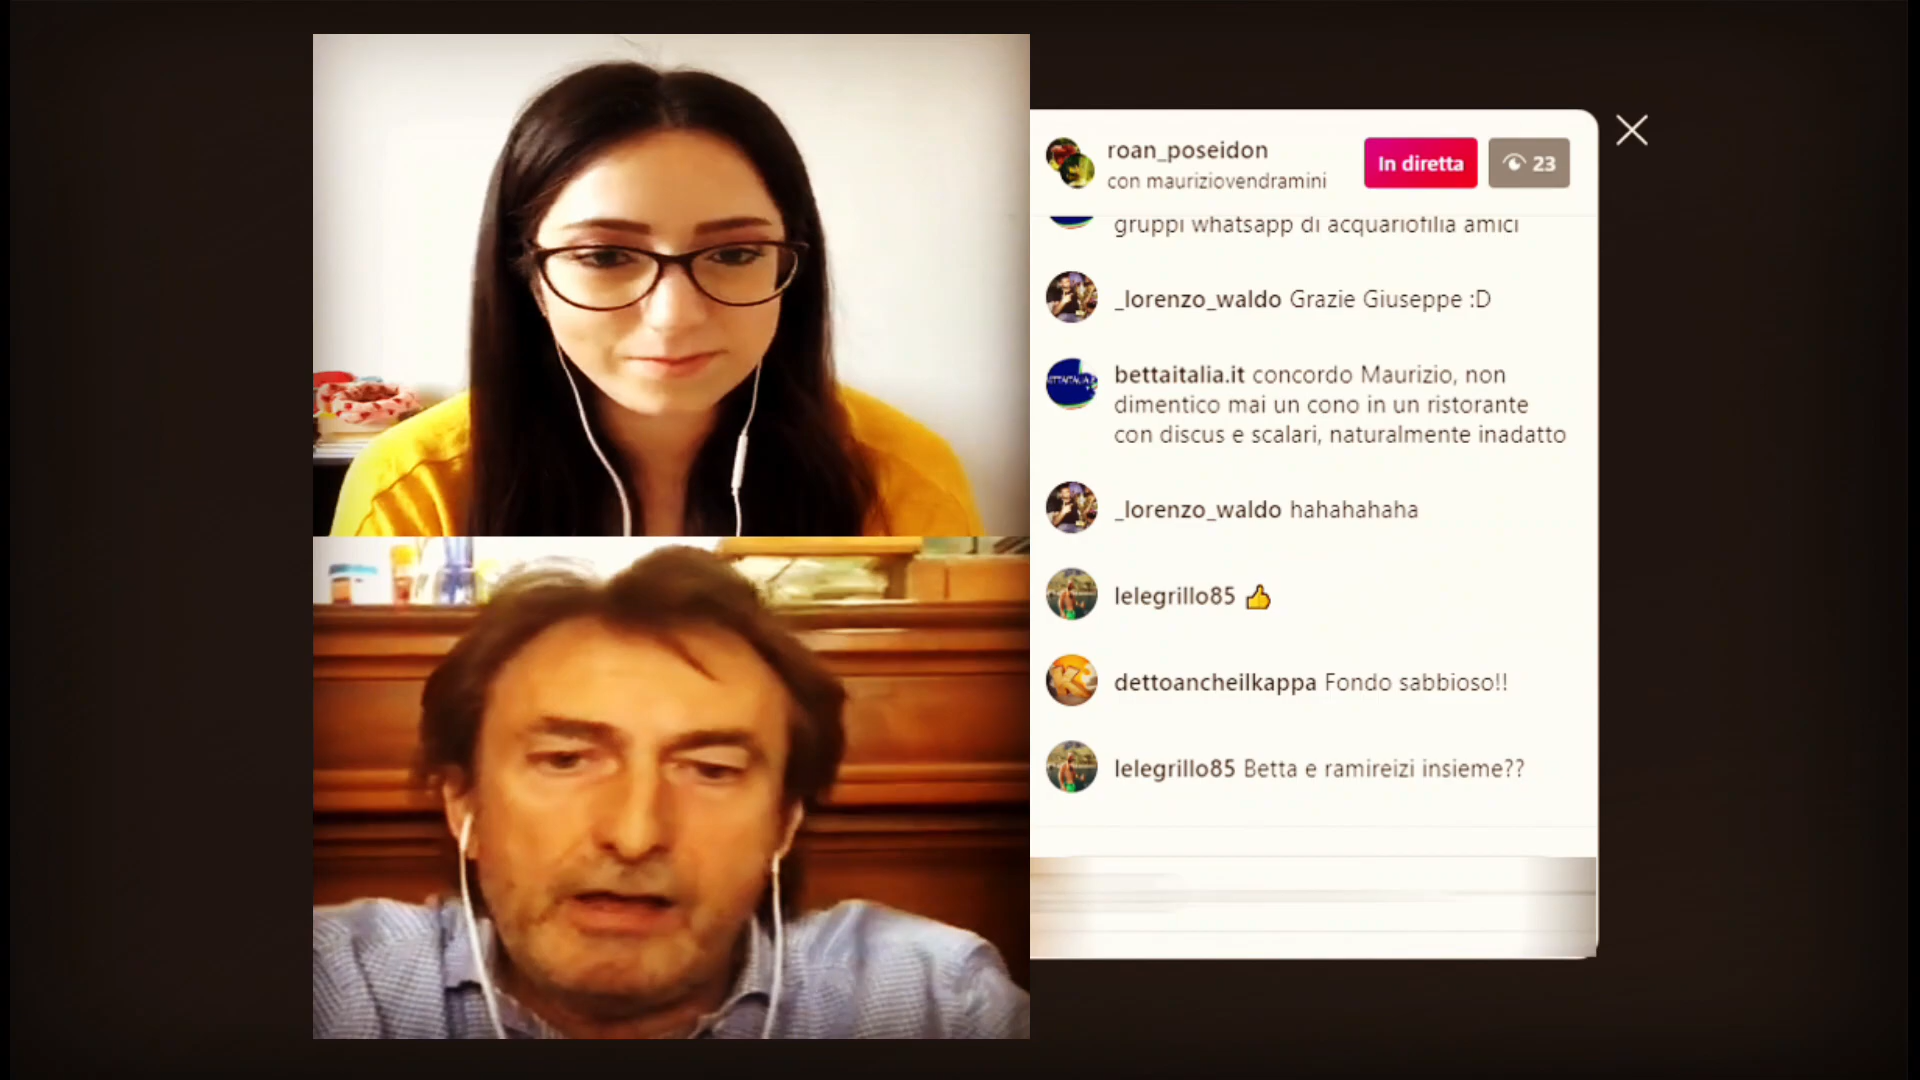 roan_poseidon
con mauriziovendramini
In diretta
23
gruppi whatsapp di acquariofilia amici
_lorenzo_waldo Grazie Giuseppe :D
bettaitalia.it concordo Maurizio, non
dimentico mai un cono in un ristorante
con discus e scalari, naturalmente inadatto
_lorenzo_waldo hahahahaha
lelegrillo85 👍
dettoancheilkappa Fondo sabbioso!!
lelegrillo85 Betta e ramireizi insieme??